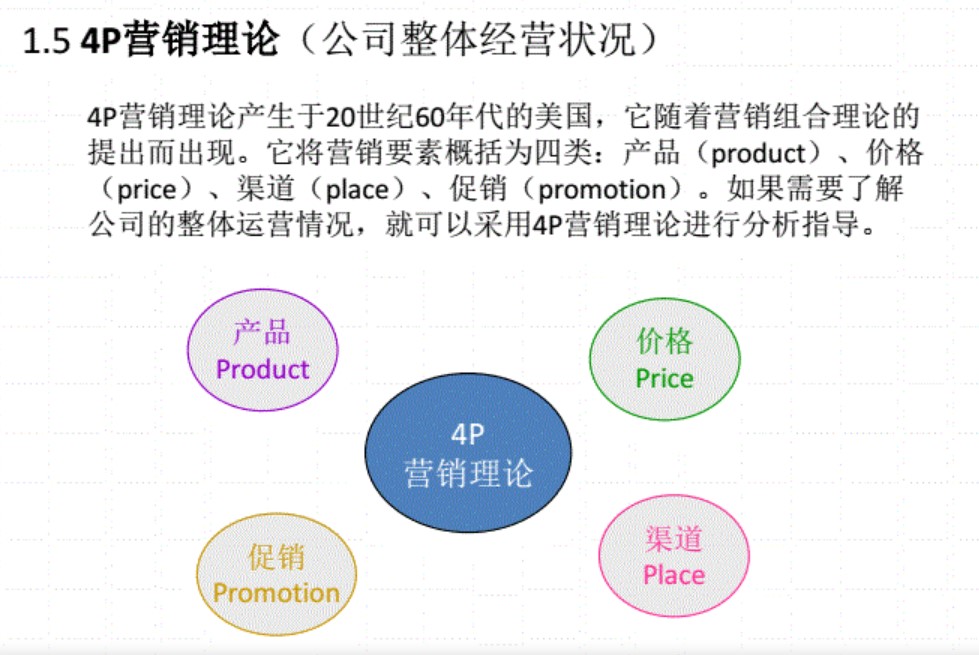 1.5 4P营销理论（公司整体经营状况）
4P营销理论产生于20世纪60年代的美国，它随着营销组合理论的
提出而出现。它将营销要素概括为四类：产品（product）、价格
（price）、渠道（place）、促销（promotion）。如果需要了解
公司的整体运营情况，就可以采用4P营销理论进行分析指导。
产品
Product
价格
Price
4P
营销理论
促销
Promotion
渠道
Place